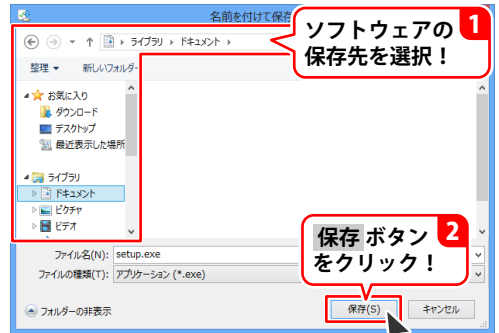 名前を付けて保存
1
ソフトウェアの
保存先を選択！
ライブラリ ▸ ドキュメント ▸
整理 新しいフォルダー
お気に入り
ダウンロード
デスクトップ
最近表示した場所
ライブラリ
ドキュメント
ピクチャ
ビデオ
2
保存 ボタン
をクリック！
ファイル名(N): setup.exe
ファイルの種類(T): アプリケーション (*.exe)
フォルダーの非表示
保存(S)
キャンセル